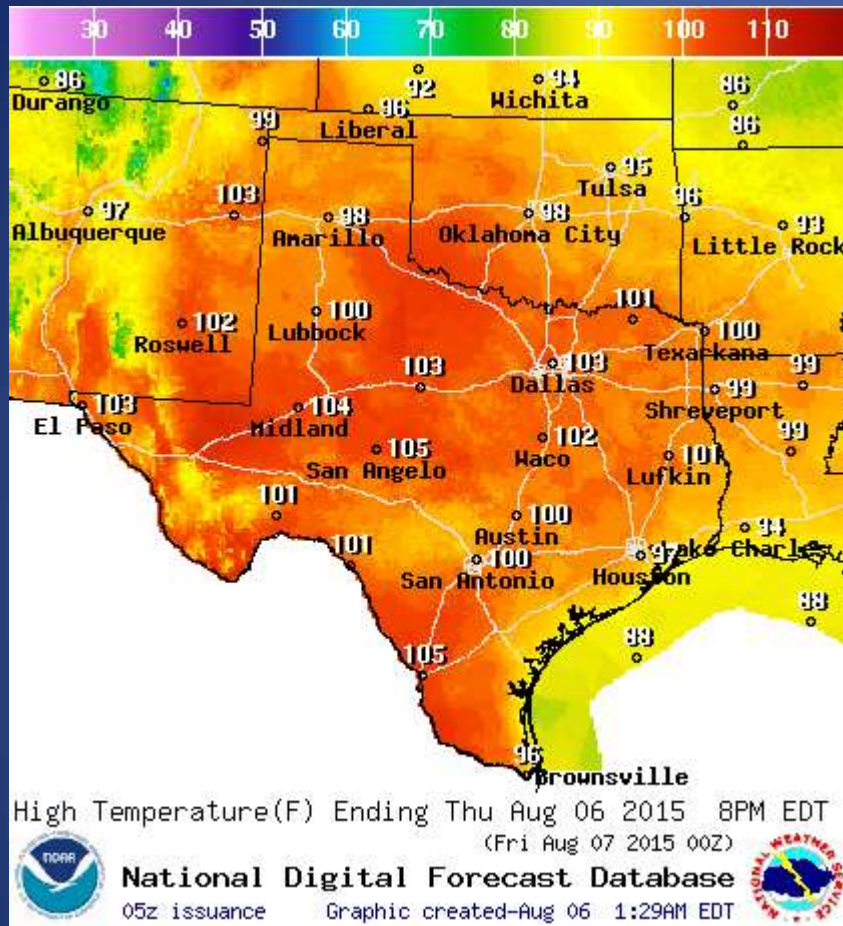 30 40 50 60 70 80 90 100 110
86 92 94 86
Durango Wichita
96
Liberal
99 86
95
Tulsa
97 103 98 98 96 93
Albuquerque Amarillo Oklahoma City Little Rock
102 100 101 100
Roswell Lubbock Texarkana
103 103 99 99
Dallas
103 104 Shreveport
El Paso Midland
105 102 101 99
San Angelo Waco Lufkin
101 100 94
Austin
101 100 97 Lake Charles
San Antonio Houston
88
105 88
96
Brownsville
High Temperature(F) Ending Thu Aug 06 2015 8PM EDT
(Fri Aug 07 2015 00Z)
NOAA
National Digital Forecast Database
05z issuance Graphic created-Aug 06 1:29AM EDT
NATIONAL WEATHER SERVICE